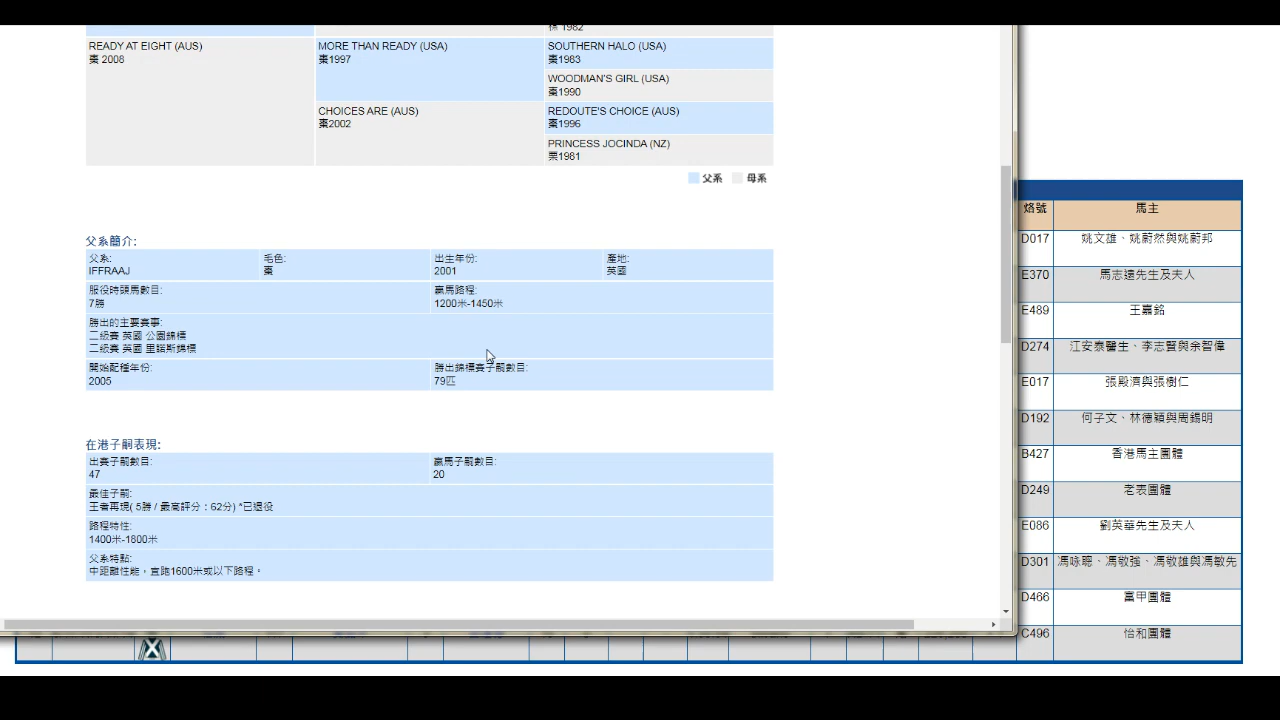 READY AT EIGHT (AUS)
棗 2008
MORE THAN READY (USA)
棗1997
SOUTHERN HALO (USA)
棗1983
WOODMAN'S GIRL (USA)
棗1990
CHOICES ARE (AUS)
棗2002
REDOUTE'S CHOICE (AUS)
棗1996
PRINCESS JOCINDA (NZ)
栗1981
父系 母系
父系簡介:
父系:
IFFRAAJ
毛色:
棗
出生年份:
2001
產地:
英國
服役時頭馬數目:
7勝
贏馬路程:
1200米-1450米
勝出的主要賽事:
二級賽 英國 公園錦標
二級賽 英國 里諾斯錦標
開始配種年份:
2005
勝出錦標賽子嗣數目:
79匹
在港子嗣表現:
出賽子嗣數目:
47
贏馬子嗣數目:
20
最佳子嗣:
王者再現( 5勝 / 最高評分：62分) *已退役
路程特性:
1400米-1800米
父系特點:
中距離性能，宜跑1600米或以下路程。
烙號 馬主
D017 姚文雄、姚蔚然與姚蔚邦
E370 馬志遠先生及夫人
E489 王嘉銘
D274 江安泰醫生、李志賢與余智偉
E017 張殿濟與張樹仁
D192 何子文、林德穎與周錫明
B427 香港馬主團體
D249 老表團體
E086 劉英華先生及夫人
D301 馮咏聰、馮敬強、馮敬雄與馮敏先
D466 富甲團體
C496 怡和團體